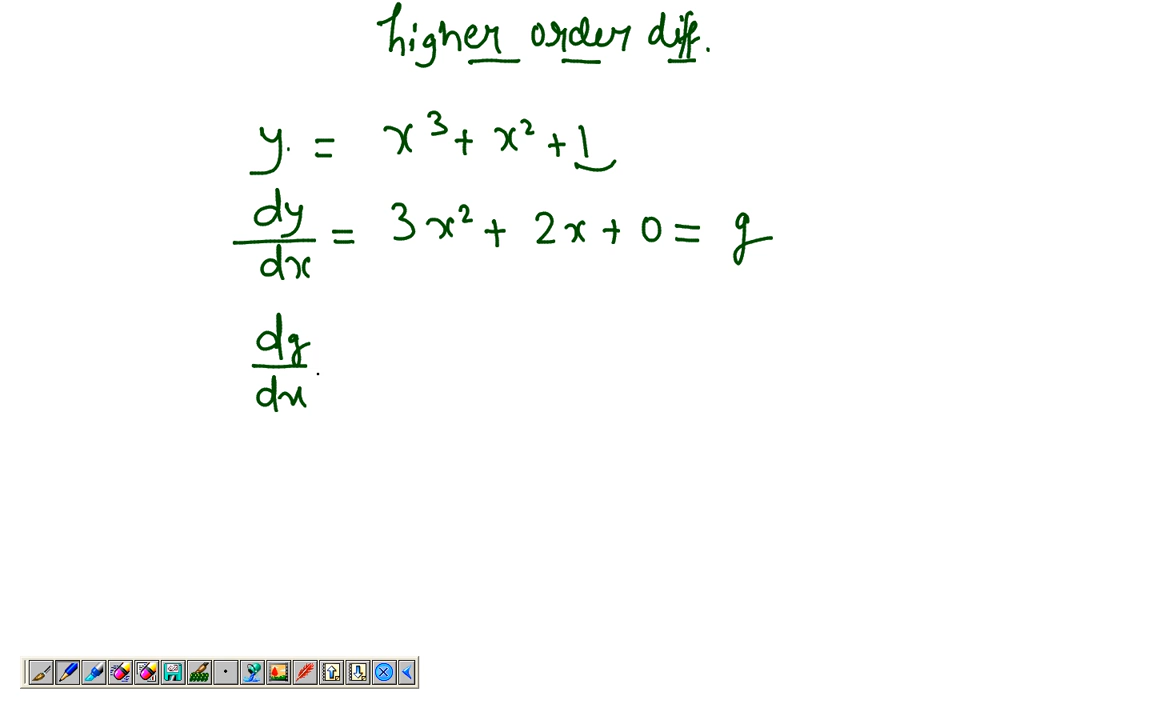 higher order diff.
y = x³ + x² + 1
dy/dx = 3x² + 2x + 0 = g
dg/dx